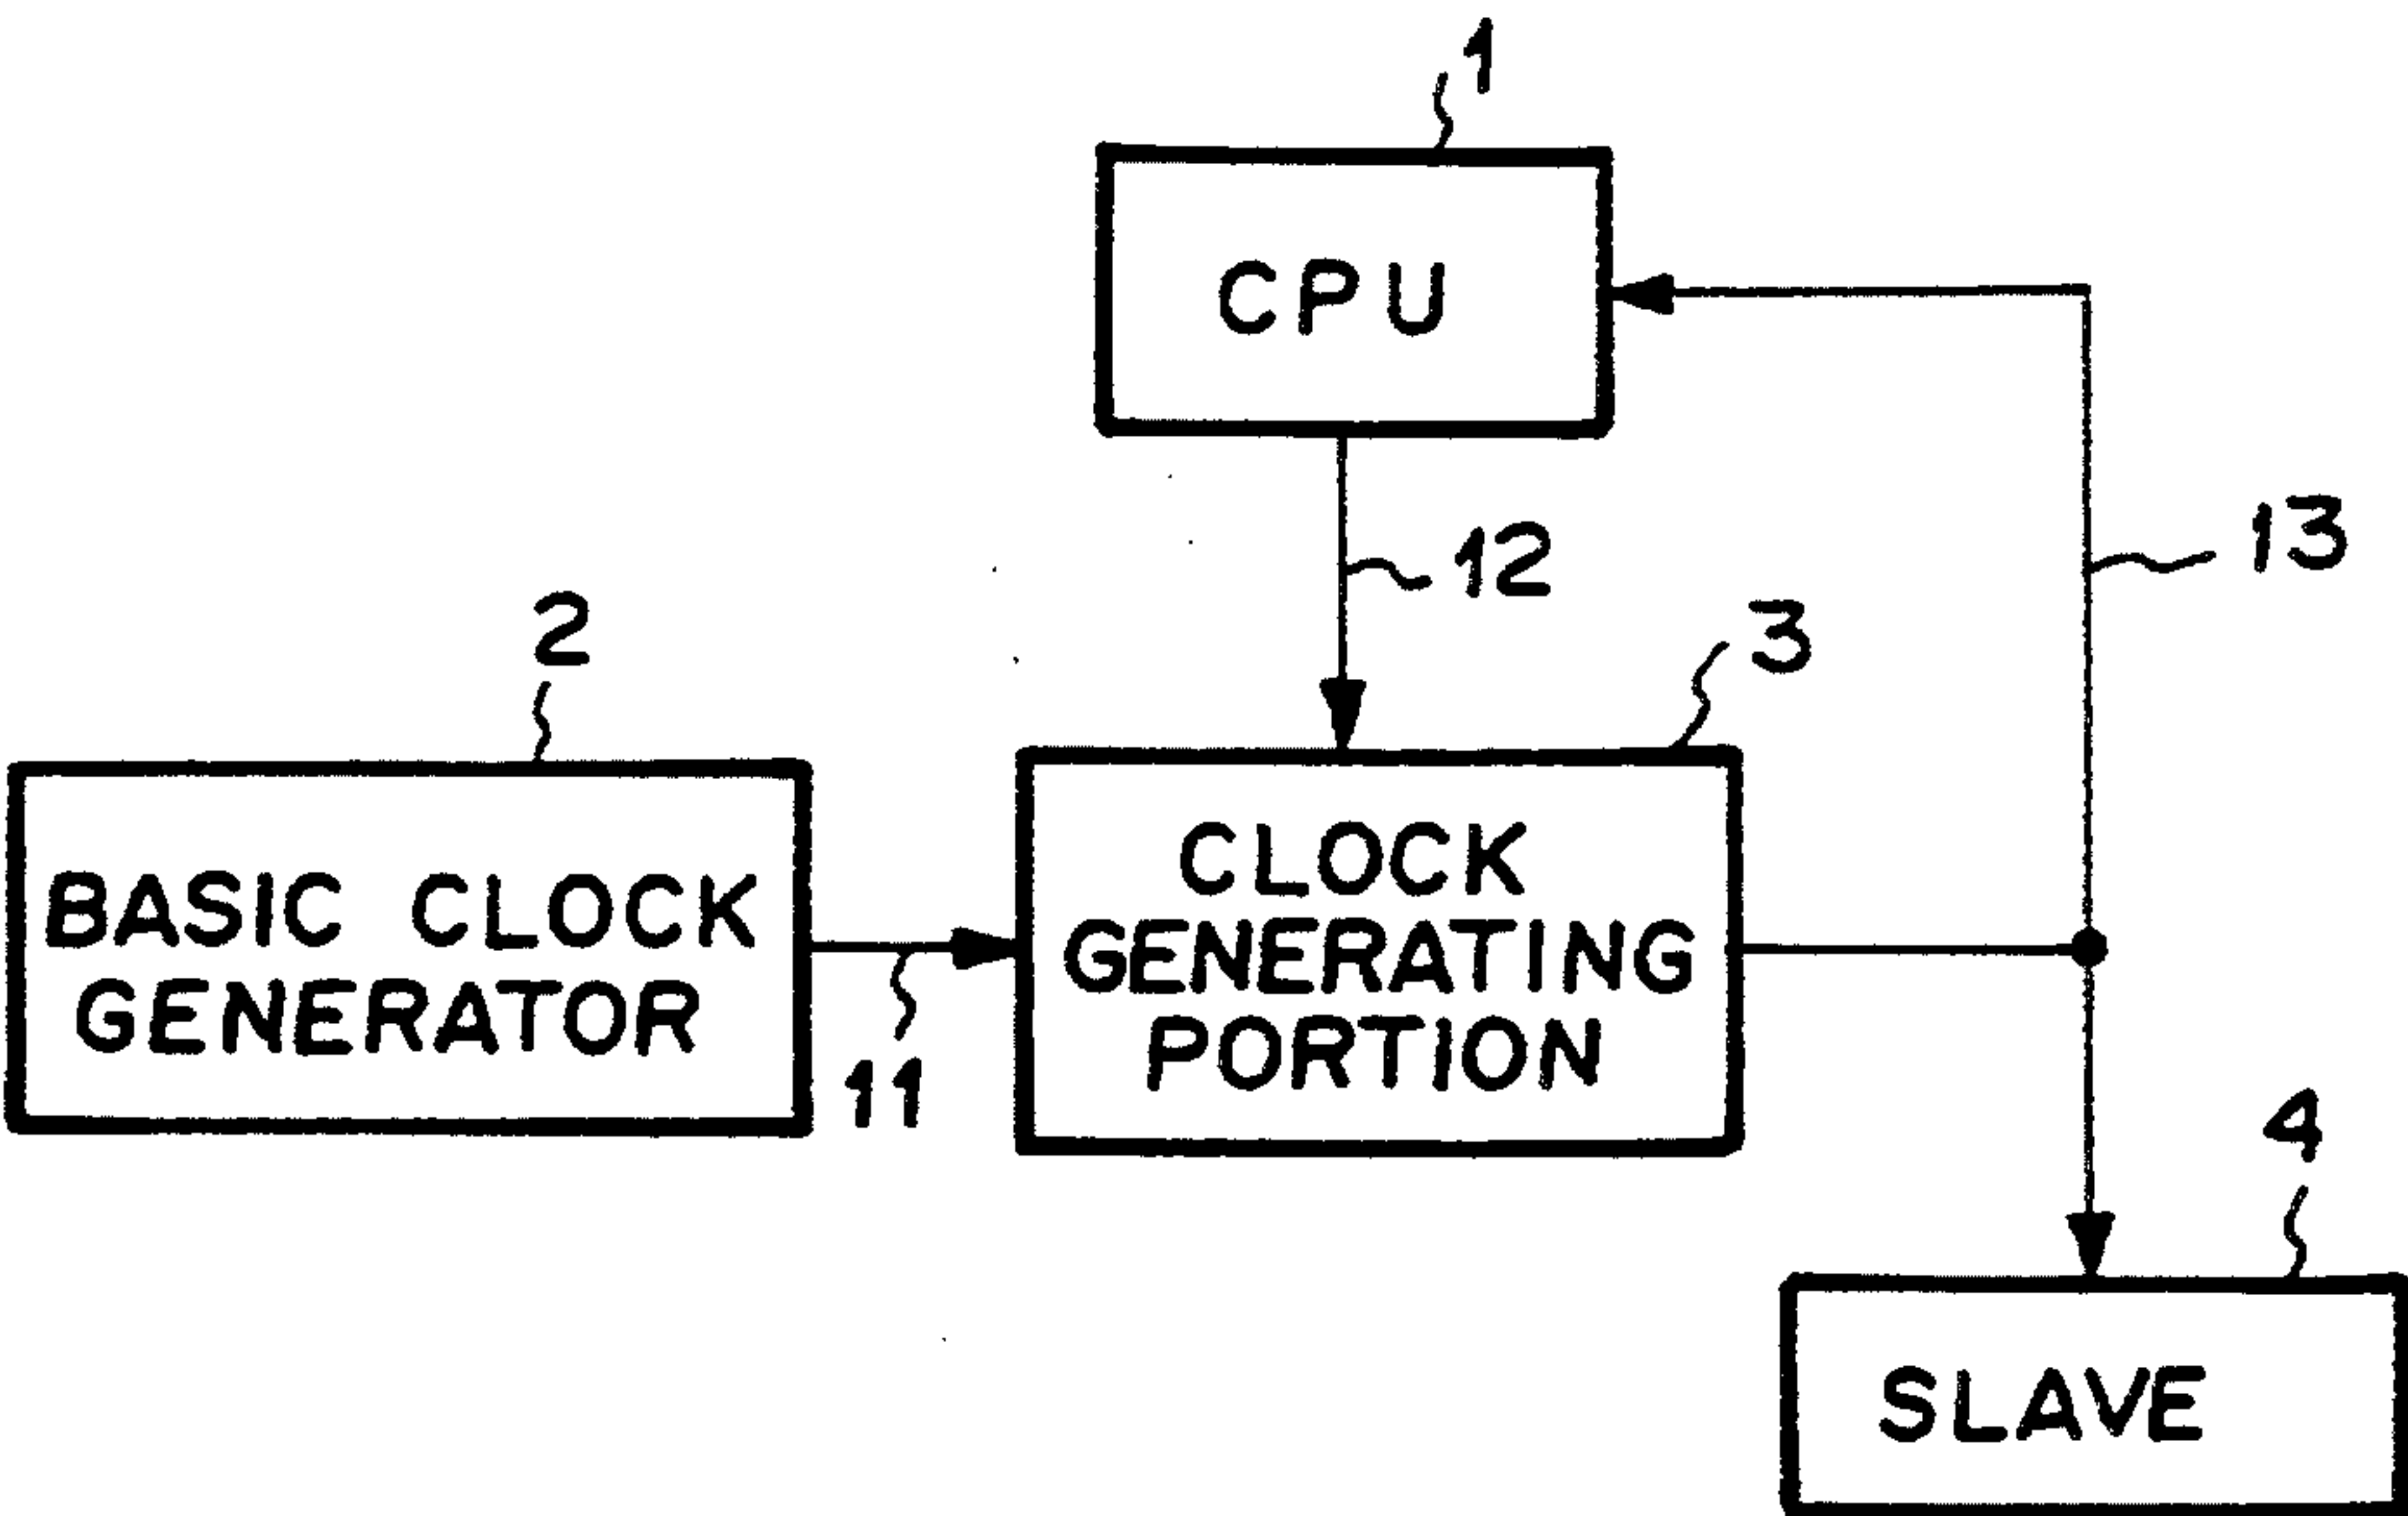 1
CPU
12
13
2
3
BASIC CLOCK
GENERATOR
11
CLOCK
GENERATING
PORTION
4
SLAVE